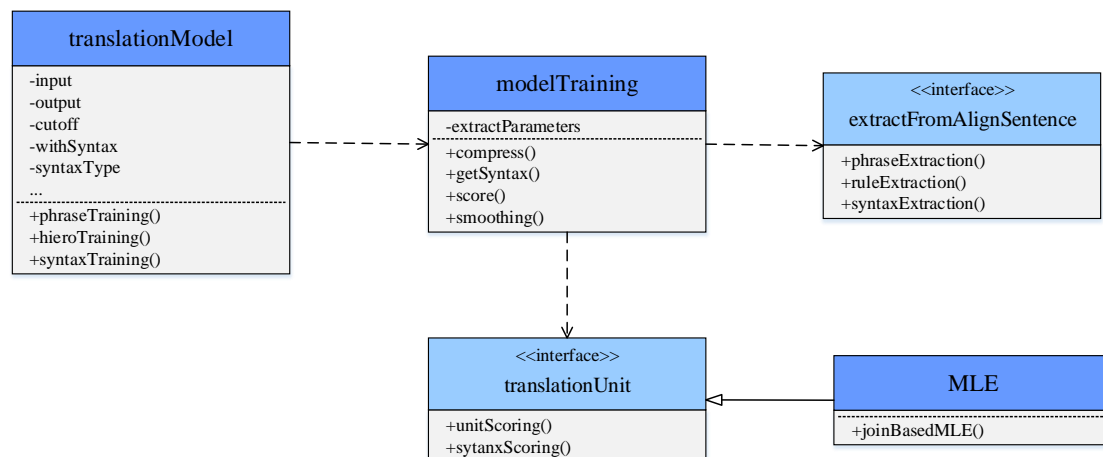 translationModel
-input
-output
-cutoff
-withSyntax
-syntaxType
...
+phraseTraining()
+hieroTraining()
+syntaxTraining()
modelTraining
-extractParameters
+compress()
+getSyntax()
+score()
+smoothing()
<<interface>>
extractFromAlignSentence
+phraseExtraction()
+ruleExtraction()
+syntaxExtraction()
<<interface>>
translationUnit
+unitScoring()
+sytanxScoring()
MLE
+joinBasedMLE()